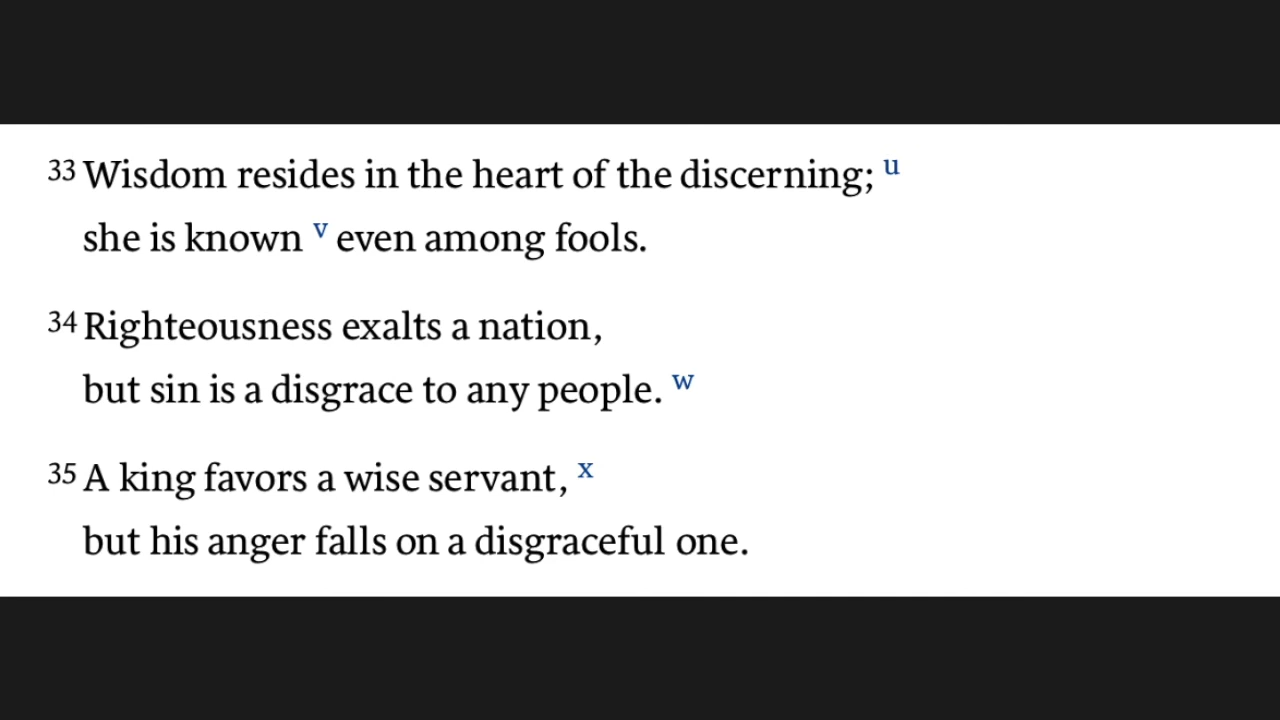 33 Wisdom resides in the heart of the discerning; u
she is known v even among fools.
34 Righteousness exalts a nation,
but sin is a disgrace to any people. w
35 A king favors a wise servant, x
but his anger falls on a disgraceful one.